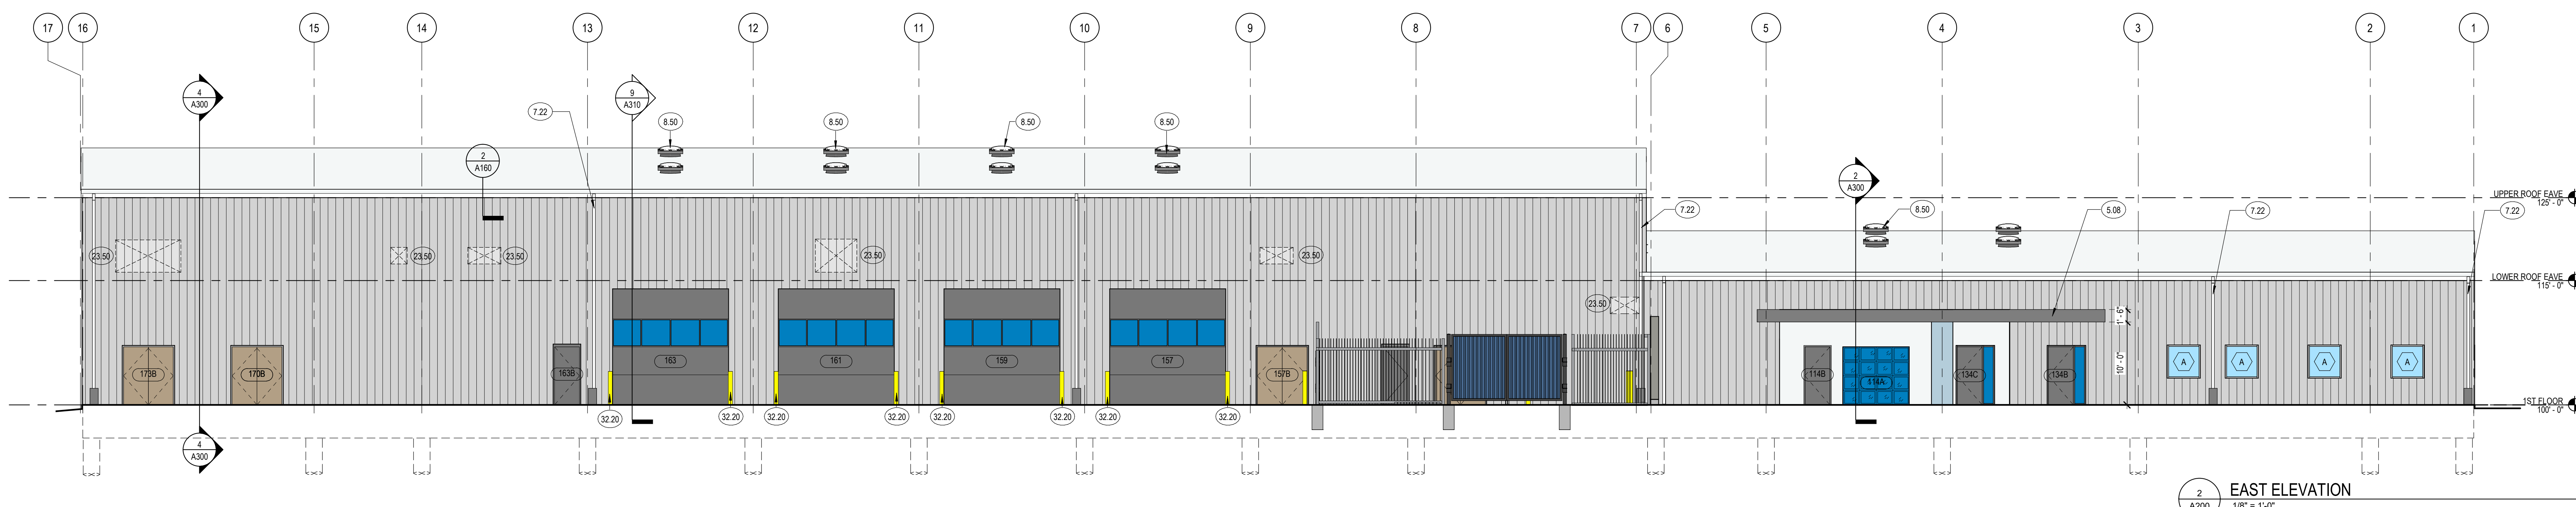 17 16 15 14 13 12 11 10 9 8 7 6 5 4 3 2 1
4
A300
9
A310
7.22
8.50 8.50 8.50 8.50
2
A160
2
A300
8.50
5.08
7.22
7.22
7.22
UPPER ROOF EAVE
125' - 0"
23.50 23.50 23.50 23.50 23.50
23.50
LOWER ROOF EAVE
115' - 0"
1' - 6"
10' - 0"
173B 170B 163B 163 161 159 157 157B 114B 114A 134C 134B A A A A
1ST FLOOR
100' - 0"
32.20 32.20 32.20 32.20 32.20 32.20 32.20 32.20
4
A300
2
A200
EAST ELEVATION
1/8" = 1'-0"